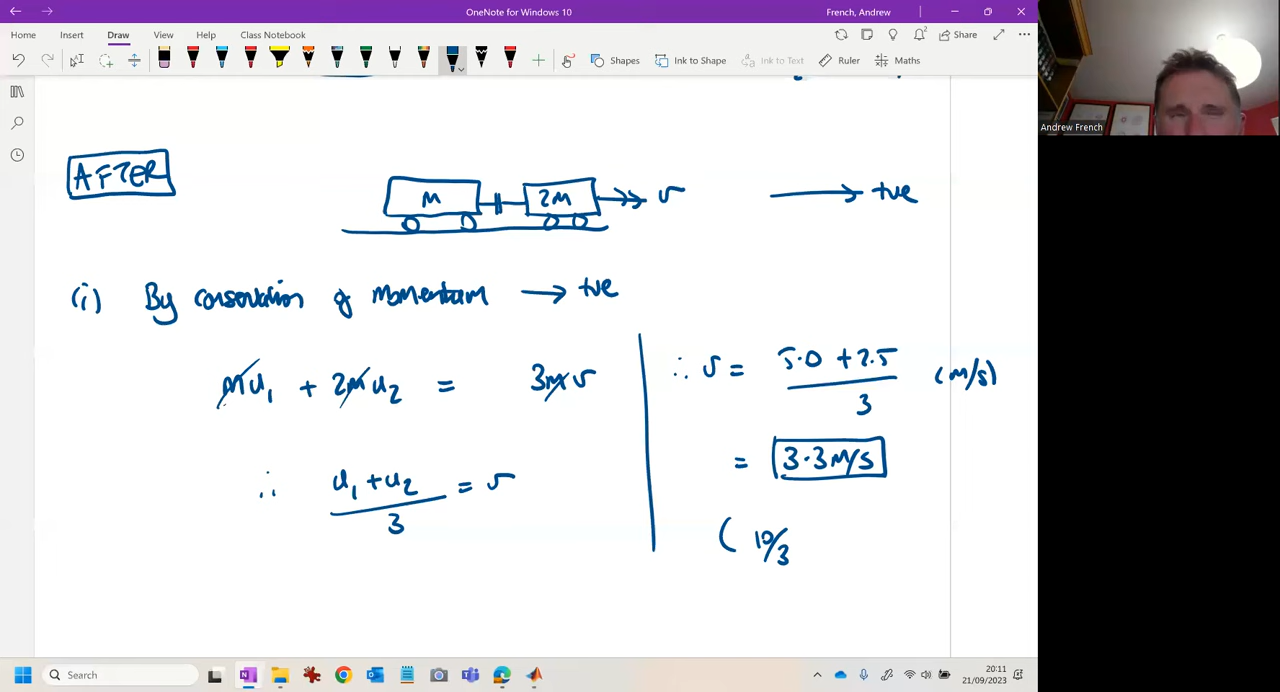 OneNote for Windows 10
French, Andrew
Home Insert Draw View Help Class Notebook
Share
Shapes Ink to Shape Ink to Text Ruler Maths
Andrew French
AFTER
M 2M v +ve
(i) By conservation of momentum → +ve
mu₁ + 2mu₂ = 3mv
∴ u₁+u₂/3 = v
∴ v = 5.0 + 2.5/3 (m/s)
= 3.3m/s
( 10/3
Search
20:11
21/09/2023